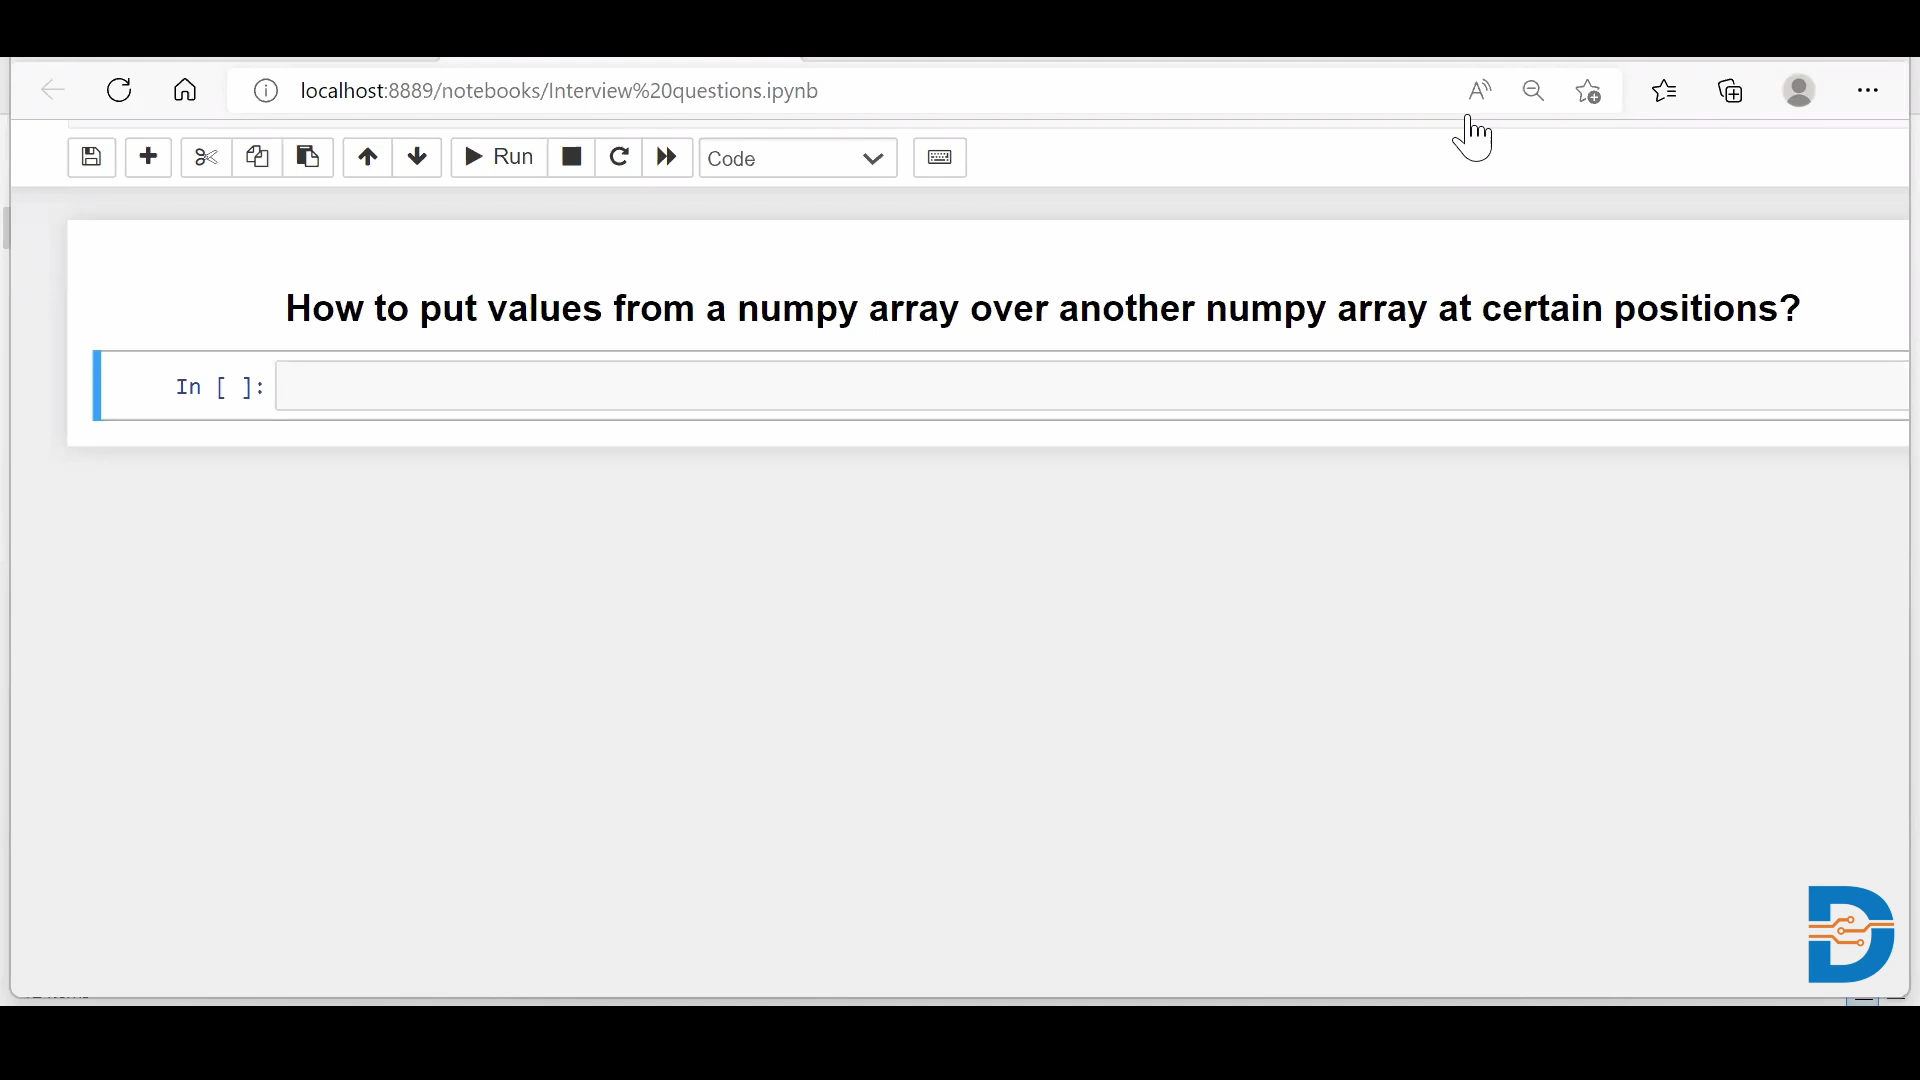 localhost:8889/notebooks/Interview%20questions.ipynb
Run
Code
How to put values from a numpy array over another numpy array at certain positions?
In [ ]: